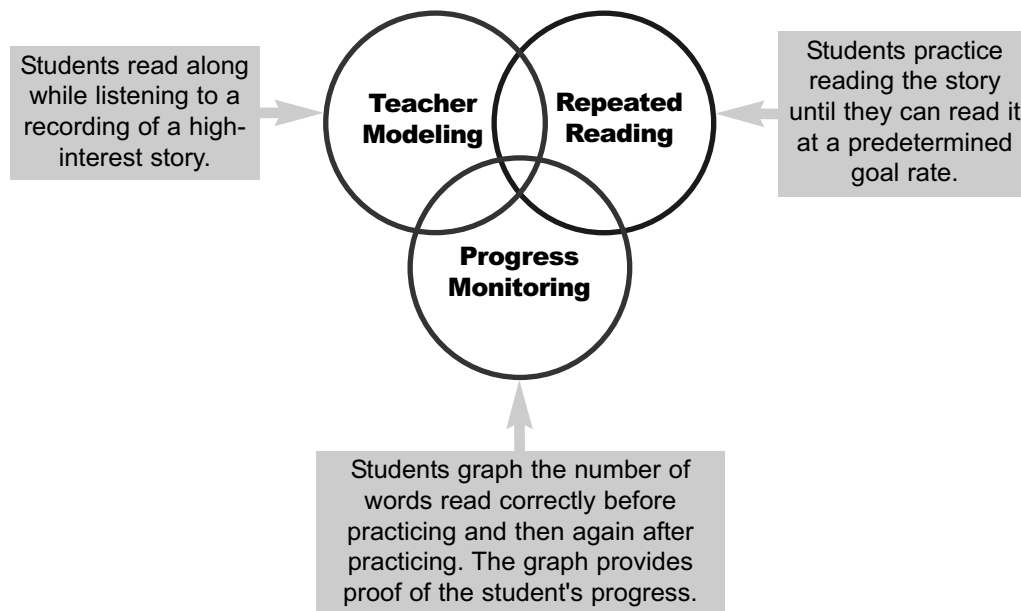 Students read along
while listening to a
recording of a high-
interest story.
Teacher
Modeling
Repeated
Reading
Students practice
reading the story
until they can read it
at a predetermined
goal rate.
Progress
Monitoring
Students graph the number of
words read correctly before
practicing and then again after
practicing. The graph provides
proof of the student's progress.